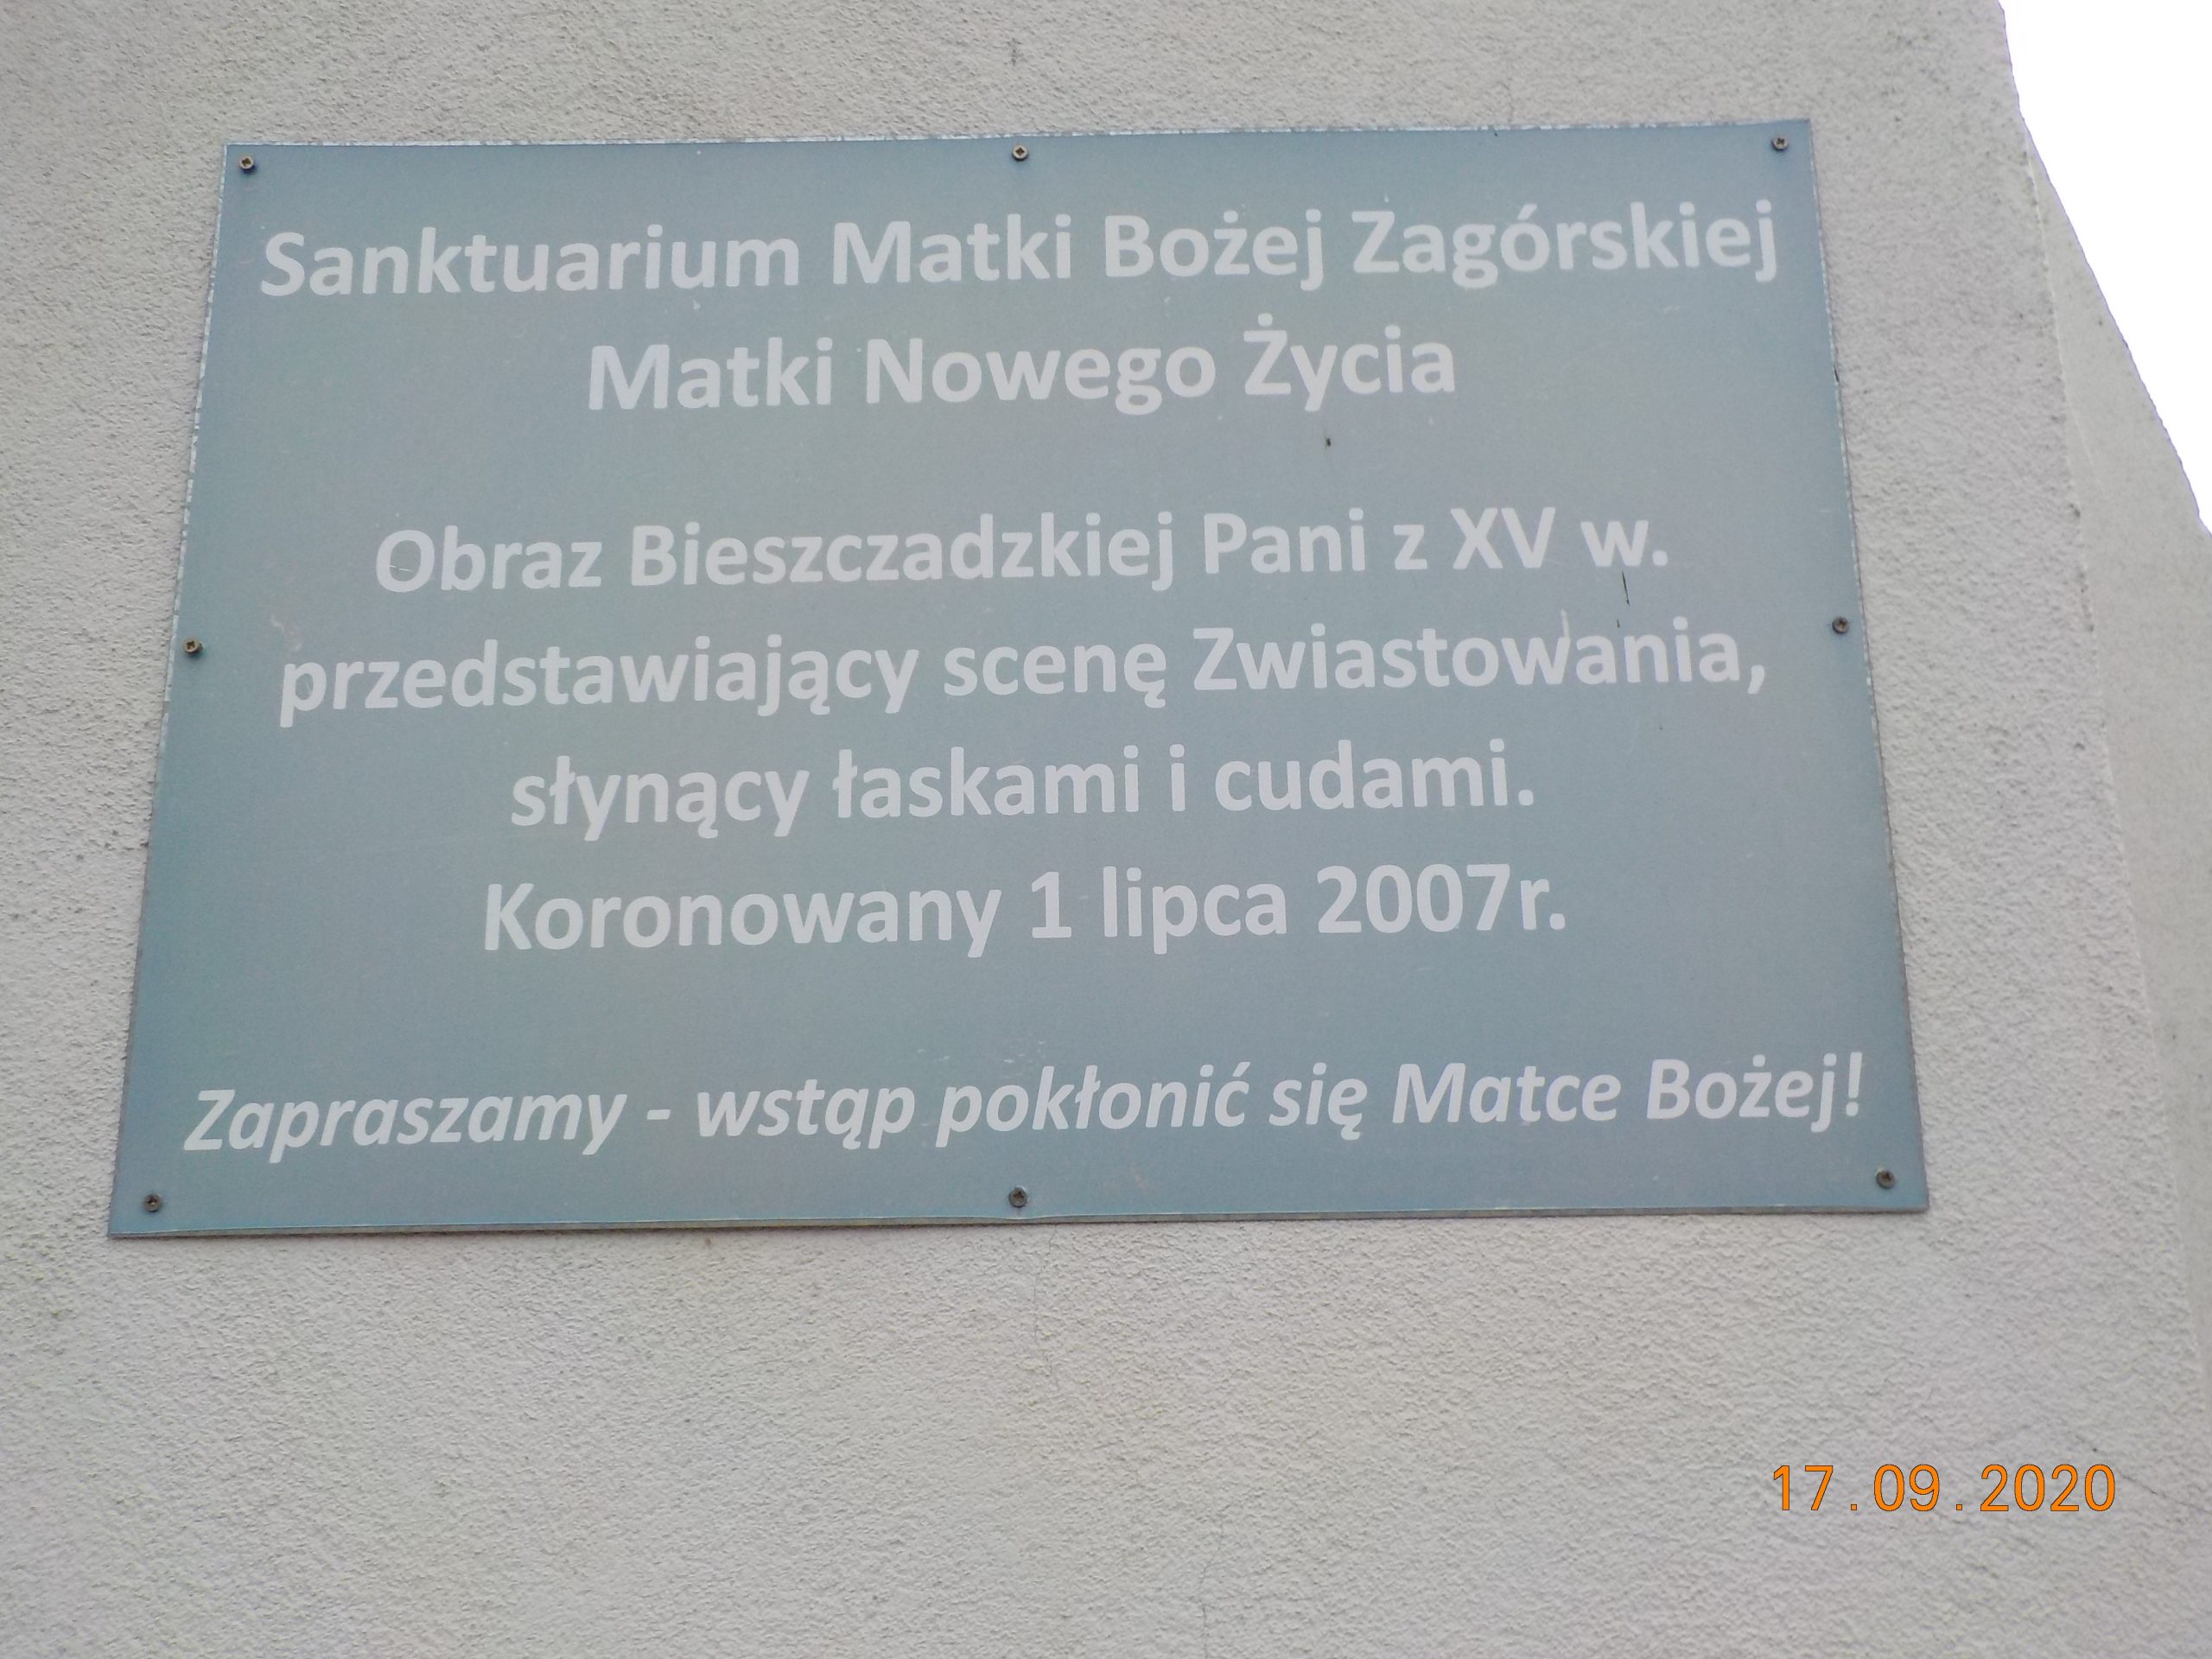 Sanktuarium Matki Bożej Zagórskiej
Matki Nowego Życia
Obraz Bieszczadzkiej Pani z XV w.
przedstawiający scenę Zwiastowania,
słynący łaskami i cudami.
Koronowany 1 lipca 2007r.
Zapraszamy - wstąp pokłonić się Matce Bożej!
17.09.2020